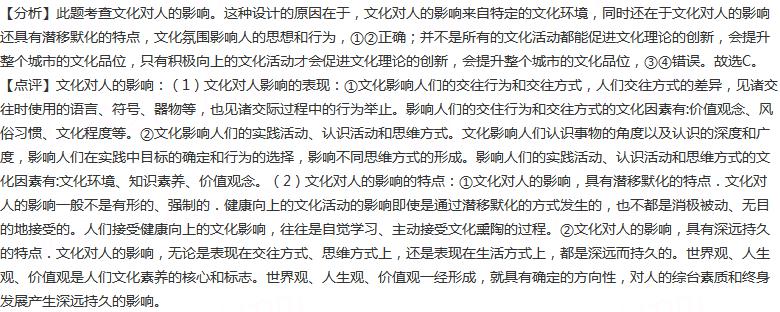 【分析】此题考查文化对人的影响。这种设计的原因在于，文化对人的影响来自特定的文化环境，同时还在于文化对人的影响
还具有潜移默化的特点，文化氛围影响人的思想和行为，①②正确；并不是所有的文化活动都能促进文化理论的创新，会提升
整个城市的文化品位，只有积极向上的文化活动才会促进文化理论的创新，会提升整个城市的文化品位，③④错误。故选C。
【点评】文化对人的影响：（1）文化对人影响的表现：①文化影响人们的交往行为和交往方式，人们交往方式的差异，见诸交
往时使用的语言、符号、器物等，也见诸交际过程中的行为举止。影响人们的交住行为和交往方式的文化因素有:价值观念、风
俗习惯、文化程度等。②文化影响人们的实践活动、认识活动和思维方式。文化影响人们认识事物的角度以及认识的深度和广
度，影响人们在实践中目标的确定和行为的选择，影响不同思维方式的形成。影响人们的实践活动、认识活动和思维方式的文
化因素有:文化环境、知识素养、价值观念。（2）文化对人的影响的特点：①文化对人的影响，具有潜移默化的特点．文化对
人的影响一般不是有形的、强制的．健康向上的文化活动的影响即使是通过潜移默化的方式发生的，也不都是消极被动、无目
的地接受的。人们接受健康向上的文化影响，往往是自觉学习、主动接受文化熏陶的过程。②文化对人的影响，具有深远持久
的特点．文化对人的影响，无论是表现在交往方式、思维方式上，还是表现在生活方式上，都是深远而持久的。世界观、人生
观、价值观是人们文化素养的核心和标志。世界观、人生观、价值观一经形成，就具有确定的方向性，对人的综台素质和终身
发展产生深远持久的影响。